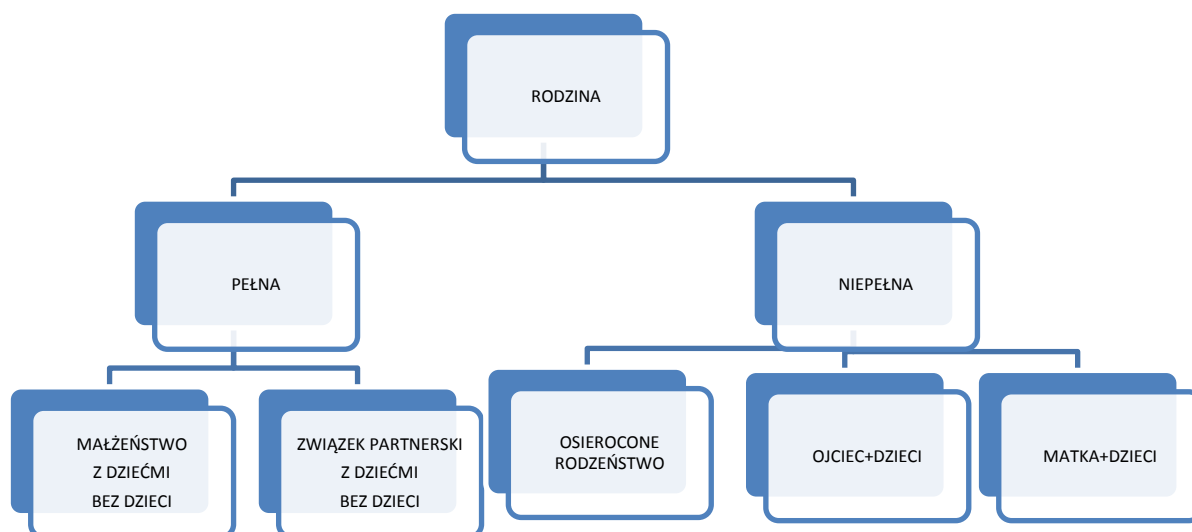 RODZINA
PEŁNA
NIEPEŁNA
MAŁŻEŃSTWO
Z DZIEĆMI
BEZ DZIECI
ZWIĄZEK PARTNERSKI
Z DZIEĆMI
BEZ DZIECI
OSIEROCONE
RODZEŃSTWO
OJCIEC+DZIECI
MATKA+DZIECI